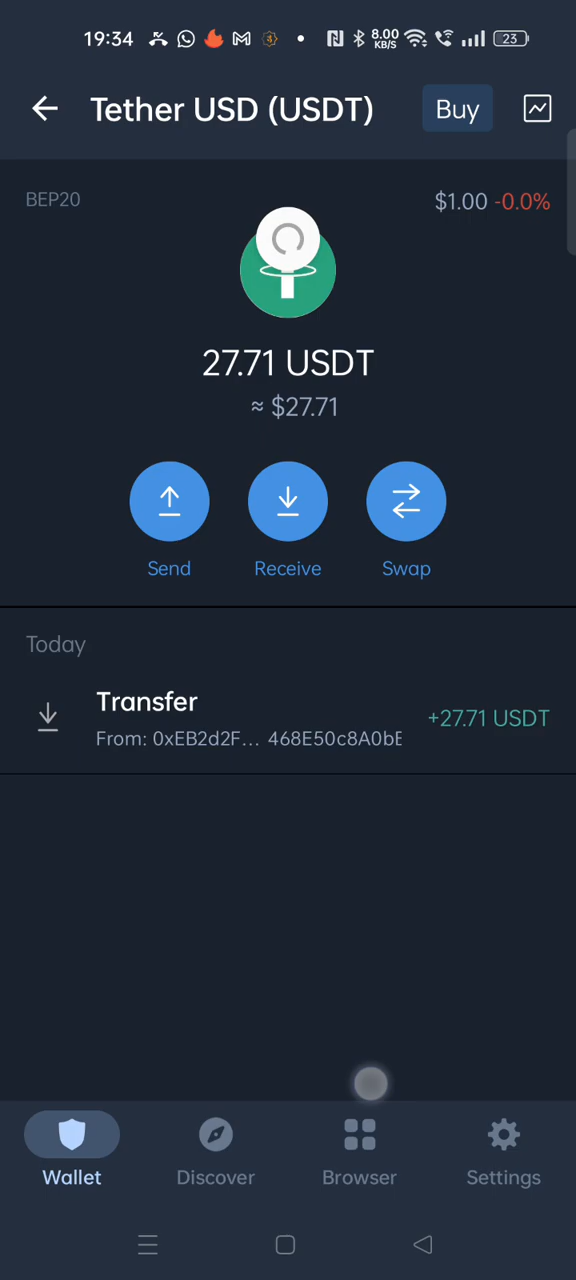 19:34 8.00 KB/S 23
Tether USD (USDT) Buy
BEP20 $1.00 -0.0%
27.71 USDT
≈ $27.71
Send Receive Swap
Today
Transfer
From: 0xEB2d2F... 468E50c8A0bE
+27.71 USDT
Wallet Discover Browser Settings